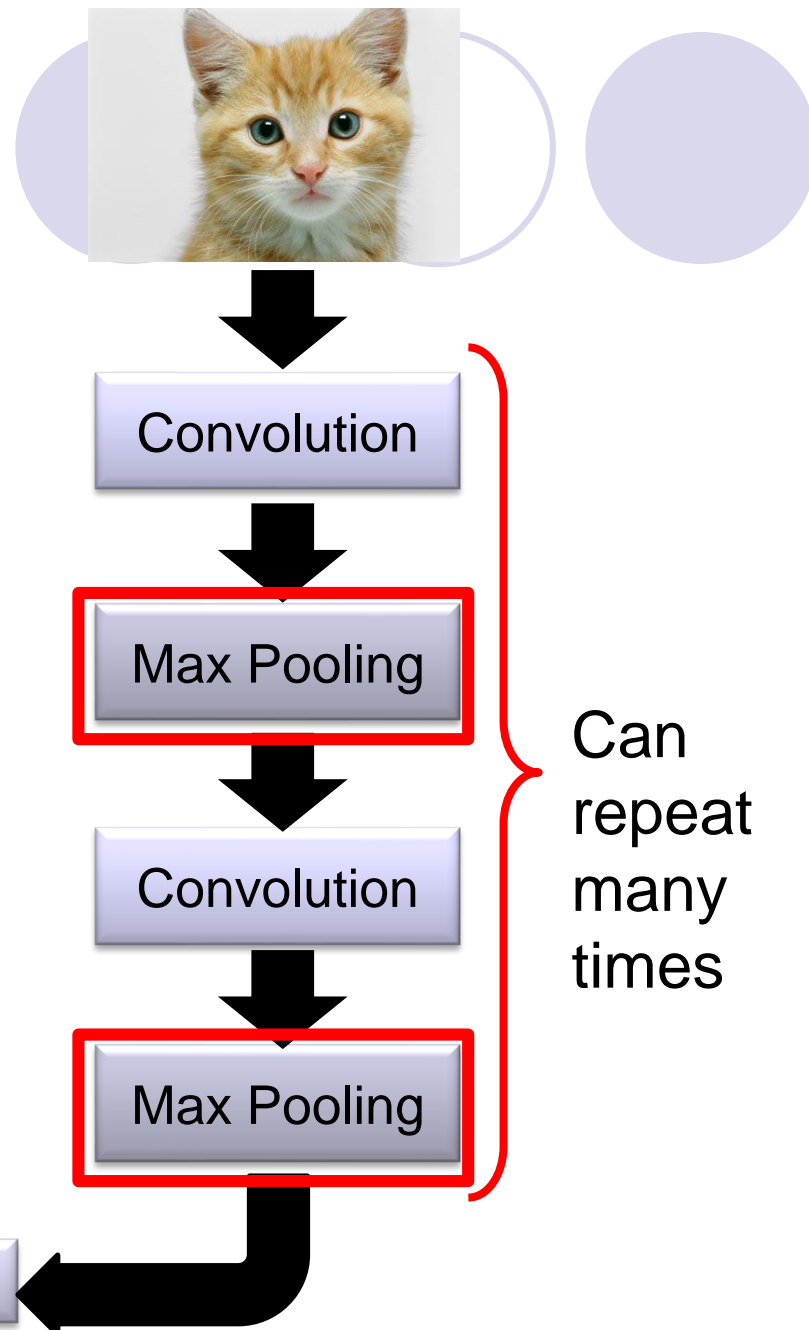 Convolution
Max Pooling
Can
repeat
many
times
Convolution
Max Pooling